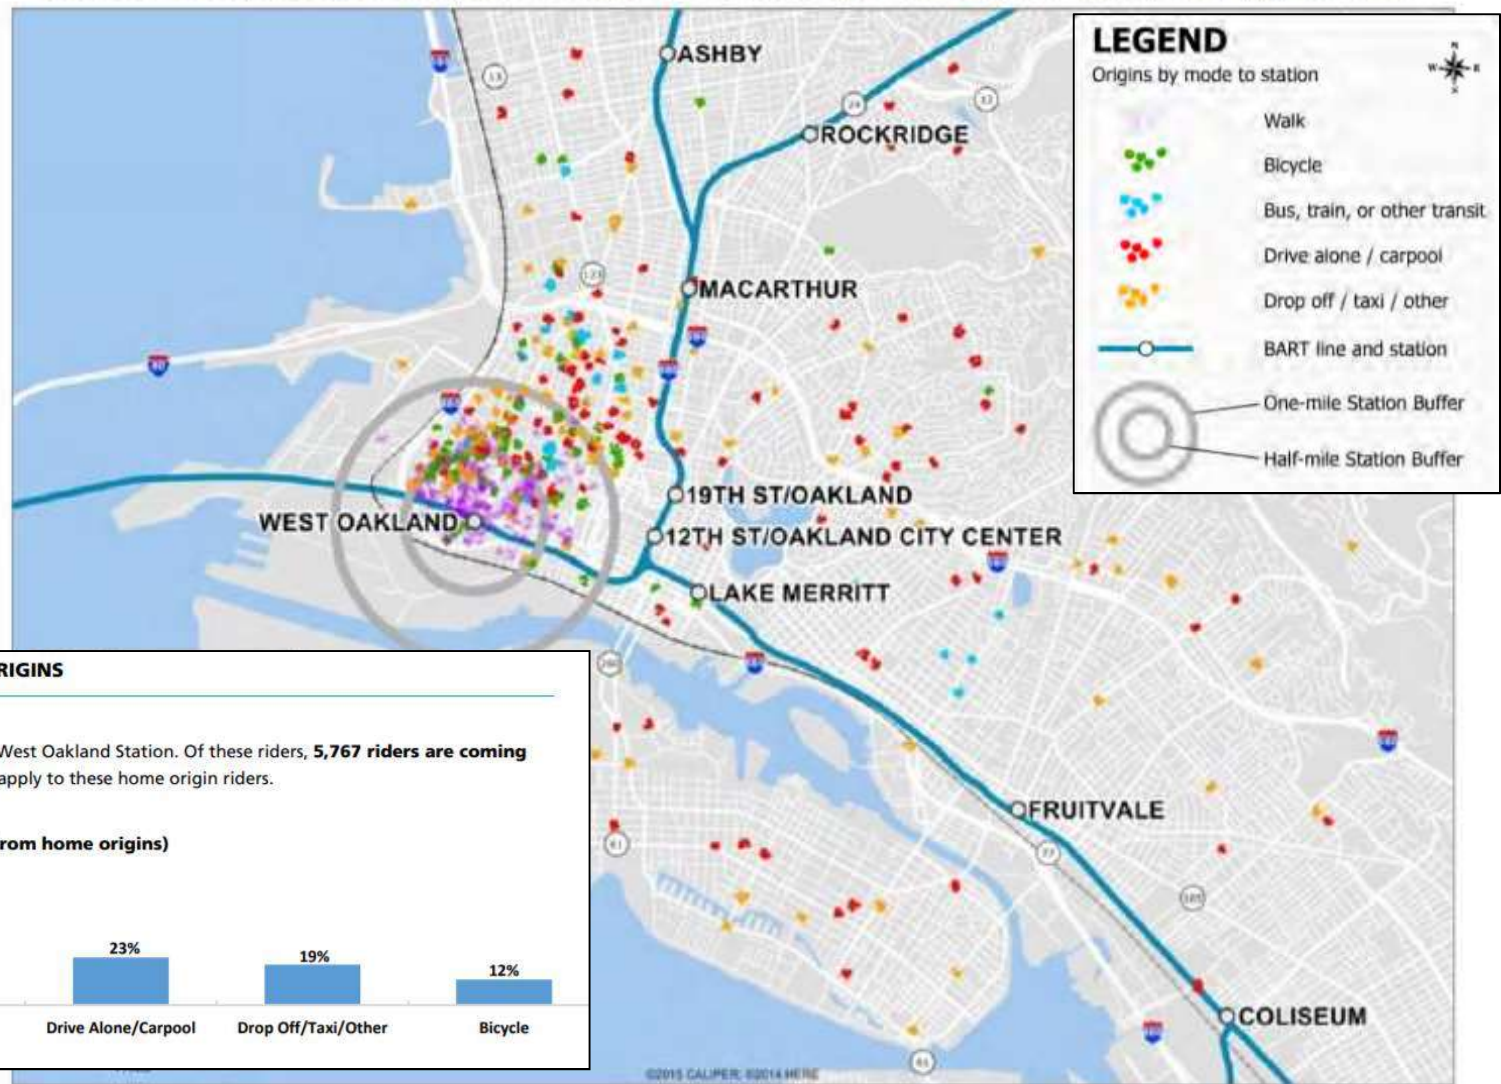 ASHBY
ROCKRIDGE
MACARTHUR
19TH ST/OAKLAND
WEST OAKLAND
12TH ST/OAKLAND CITY CENTER
LAKE MERRITT
FRUITVALE
COLISEUM
LEGEND
Origins by mode to station
Walk
Bicycle
Bus, train, or other transit
Drive alone / carpool
Drop off / taxi / other
BART line and station
One-mile Station Buffer
Half-mile Station Buffer
RIGINS
West Oakland Station. Of these riders, 5,767 riders are coming
apply to these home origin riders.
rom home origins)
23%
19%
12%
Drive Alone/Carpool
Drop Off/Taxi/Other
Bicycle
©2015 CALIPER; ©2014 HERE